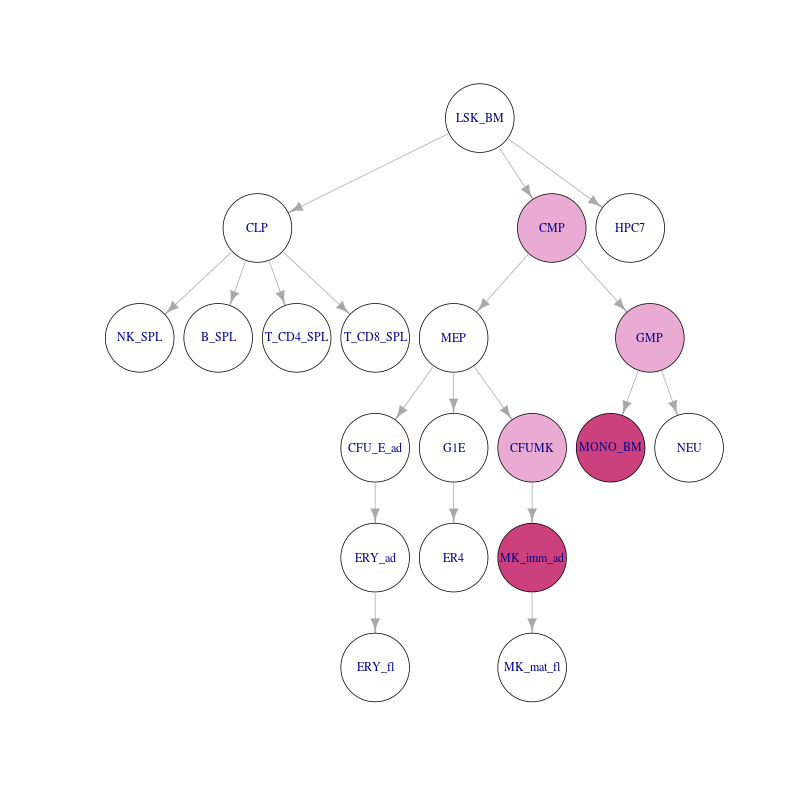 LSK_BM
CLP
CMP
HPC7
NK_SPL
B_SPL
T_CD4_SPL
T_CD8_SPL
MEP
GMP
CFU_E_ad
G1E
CFUMK
MONO_BM
NEU
ERY_ad
ER4
MK_imm_ad
ERY_fl
MK_mat_fl